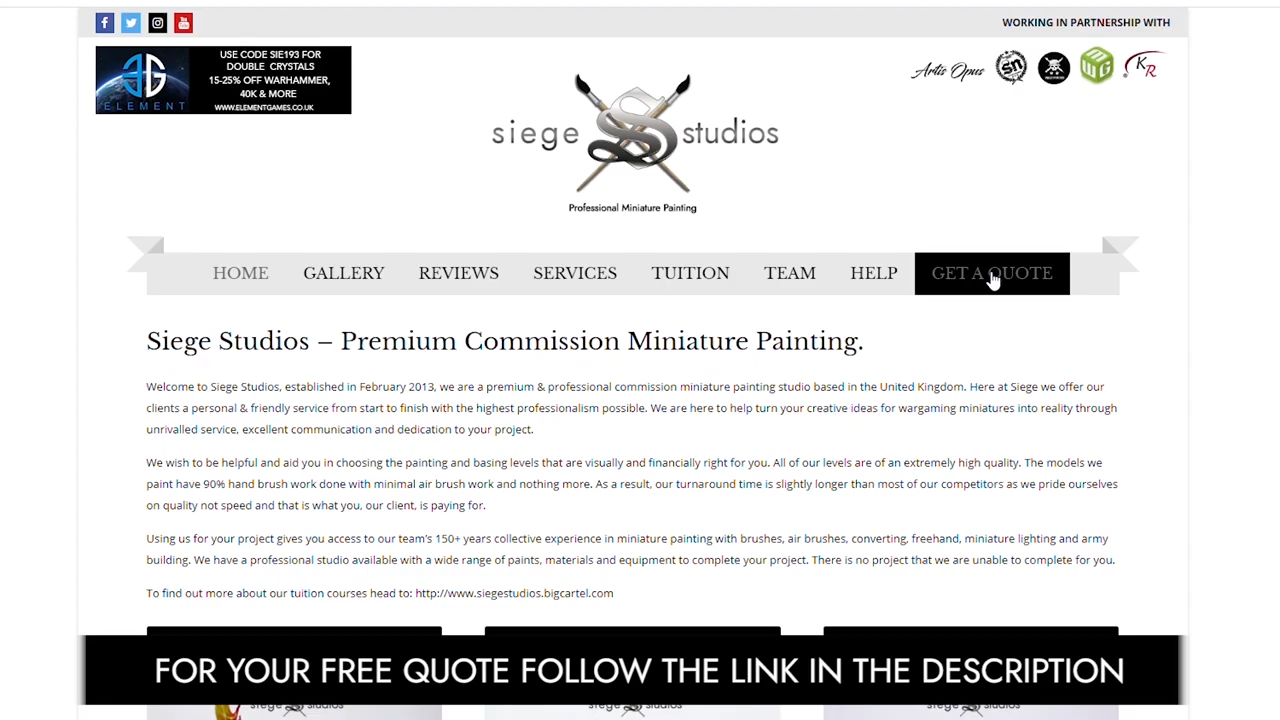 WORKING IN PARTNERSHIP WITH
USE CODE SIE193 FOR
DOUBLE CRYSTALS
15-25% OFF WARHAMMER,
40K & MORE
WWW.ELEMENTGAMES.CO.UK
ELEMENT
Artis Opus
KR
siege studios
Professional Miniature Painting
HOME GALLERY REVIEWS SERVICES TUITION TEAM HELP GET A QUOTE
Siege Studios – Premium Commission Miniature Painting.
Welcome to Siege Studios, established in February 2013, we are a premium & professional commission miniature painting studio based in the United Kingdom. Here at Siege we offer our
clients a personal & friendly service from start to finish with the highest professionalism possible. We are here to help turn your creative ideas for wargaming miniatures into reality through
unrivalled service, excellent communication and dedication to your project.
We wish to be helpful and aid you in choosing the painting and basing levels that are visually and financially right for you. All of our levels are of an extremely high quality. The models we
paint have 90% hand brush work done with minimal air brush work and nothing more. As a result, our turnaround time is slightly longer than most of our competitors as we pride ourselves
on quality not speed and that is what you, our client, is paying for.
Using us for your project gives you access to our team's 150+ years collective experience in miniature painting with brushes, air brushes, converting, freehand, miniature lighting and army
building. We have a professional studio available with a wide range of paints, materials and equipment to complete your project. There is no project that we are unable to complete for you.
To find out more about our tuition courses head to: http://www.siegestudios.bigcartel.com
FOR YOUR FREE QUOTE FOLLOW THE LINK IN THE DESCRIPTION